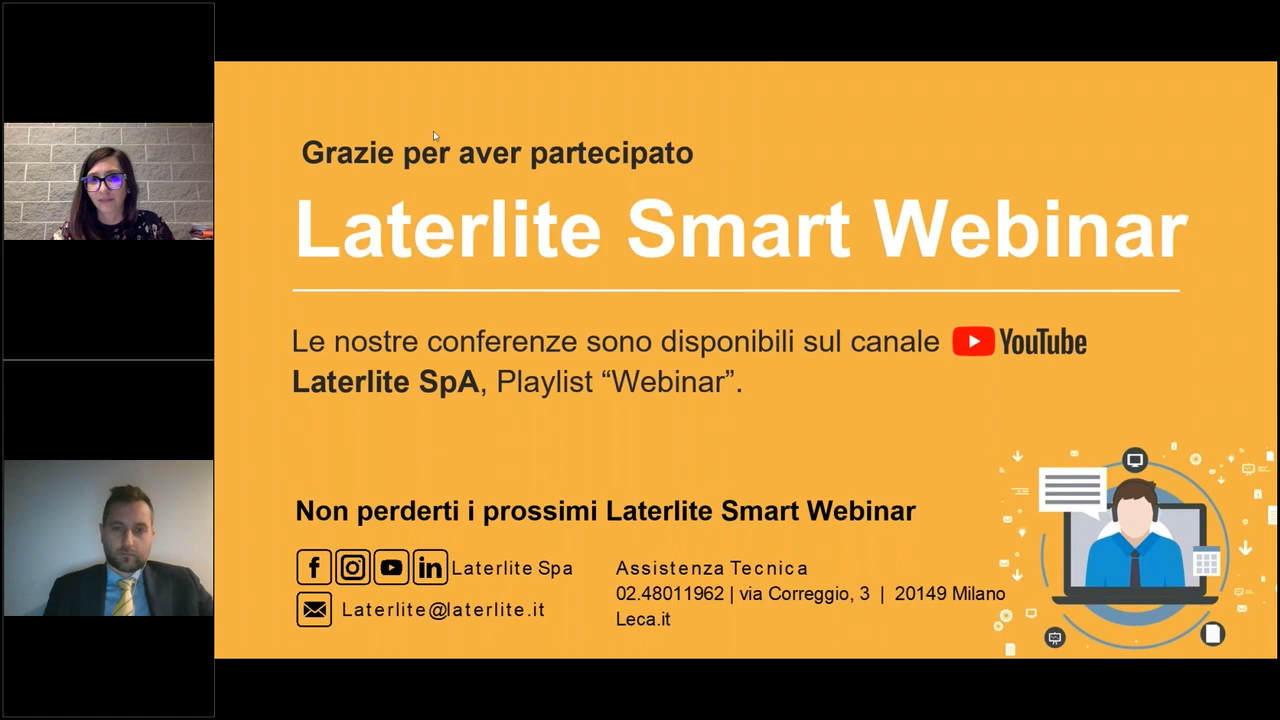 Grazie per aver partecipato
Laterlite Smart Webinar
Le nostre conferenze sono disponibili sul canale YouTube
Laterlite SpA, Playlist “Webinar”.
Non perderti i prossimi Laterlite Smart Webinar
f in Laterlite Spa
Laterlite@laterlite.it
Assistenza Tecnica
02.48011962 | via Correggio, 3 | 20149 Milano
Leca.it